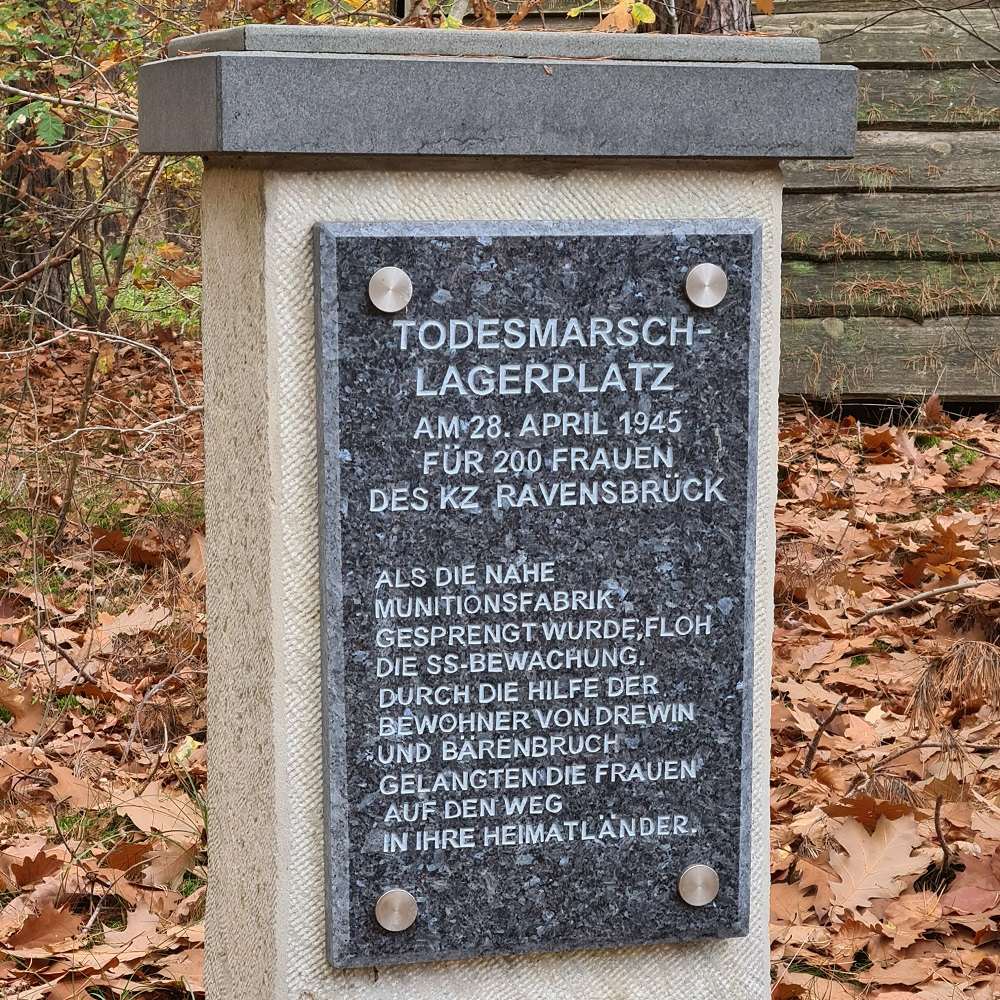 TODESMARSCH-
LAGERPLATZ
AM 28. APRIL 1945
FÜR 200 FRAUEN
DES KZ RAVENSBRÜCK
ALS DIE NAHE
MUNITIONSFABRIK
GESPRENGT WURDE,FLOH
DIE SS-BEWACHUNG.
DURCH DIE HILFE DER
BEWOHNER VON DREWIN
UND BÄRENBRUCH
GELANGTEN DIE FRAUEN
AUF DEN WEG
IN IHRE HEIMATLÄNDER.